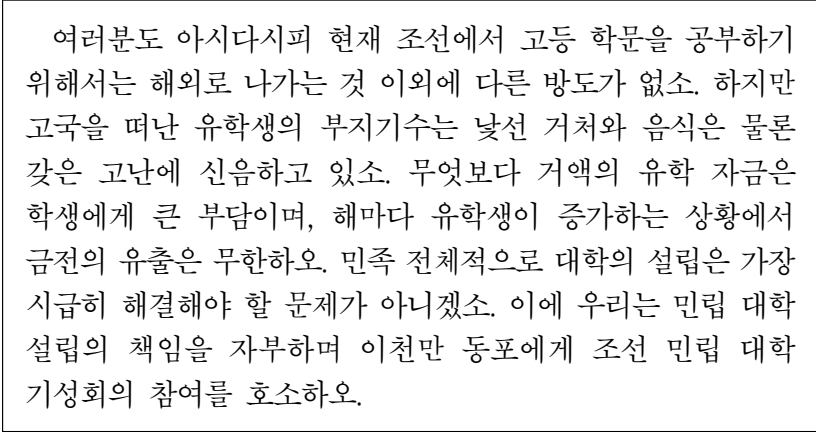 여러분도 아시다시피 현재 조선에서 고등 학문을 공부하기
위해서는 해외로 나가는 것 이외에 다른 방도가 없소. 하지만
고국을 떠난 유학생의 부지기수는 낯선 거처와 음식은 물론
갖은 고난에 신음하고 있소. 무엇보다 거액의 유학 자금은
학생에게 큰 부담이며, 해마다 유학생이 증가하는 상황에서
금전의 유출은 무한하오. 민족 전체적으로 대학의 설립은 가장
시급히 해결해야 할 문제가 아니겠소. 이에 우리는 민립 대학
설립의 책임을 자부하며 이천만 동포에게 조선 민립 대학
기성회의 참여를 호소하오.